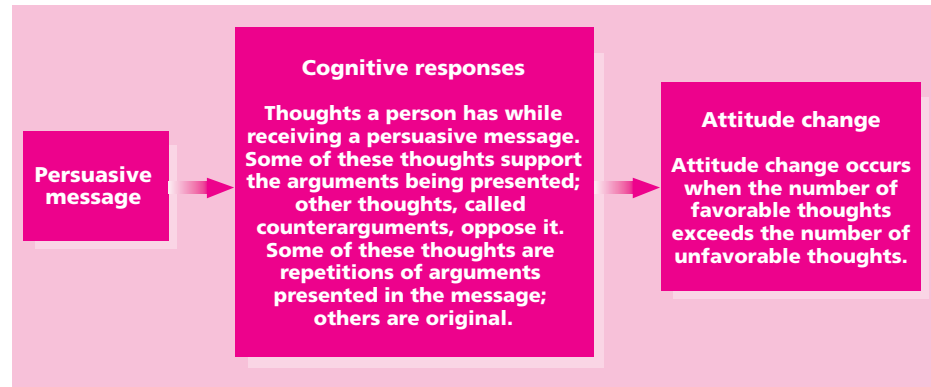 Persuasive
message
Cognitive responses
Thoughts a person has while
receiving a persuasive message.
Some of these thoughts support
the arguments being presented;
other thoughts, called
counterarguments, oppose it.
Some of these thoughts are
repetitions of arguments
presented in the message;
others are original.
Attitude change
Attitude change occurs
when the number of
favorable thoughts
exceeds the number of
unfavorable thoughts.